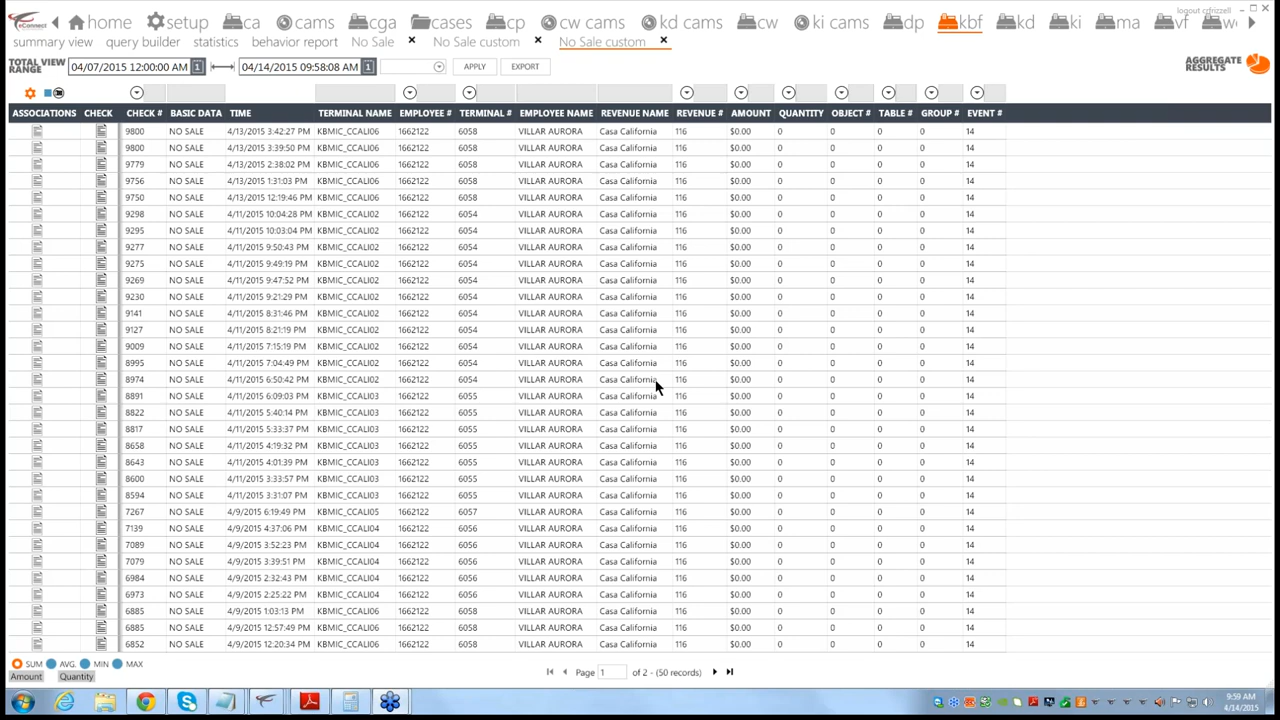 logout crfrizzell
eConnect home setup ca cams cga cases cp cw cams kd cams cw ki cams dp kbf kd ki ma vf
summary view query builder statistics behavior report No Sale × No Sale custom × No Sale custom ×
TOTAL VIEW RANGE 04/07/2015 12:00:00 AM 1 04/14/2015 09:58:08 AM 1 APPLY EXPORT AGGREGATE RESULTS
ASSOCIATIONS CHECK CHECK # BASIC DATA TIME TERMINAL NAME EMPLOYEE # TERMINAL # EMPLOYEE NAME REVENUE NAME REVENUE # AMOUNT QUANTITY OBJECT # TABLE # GROUP # EVENT #
9800 NO SALE 4/13/2015 3:42:27 PM KBMIC_CCALI06 1662122 6058 VILLAR AURORA Casa California 116 $0.00 0 0 0 0 14
9800 NO SALE 4/13/2015 3:39:50 PM KBMIC_CCALI06 1662122 6058 VILLAR AURORA Casa California 116 $0.00 0 0 0 0 14
9779 NO SALE 4/13/2015 2:38:02 PM KBMIC_CCALI06 1662122 6058 VILLAR AURORA Casa California 116 $0.00 0 0 0 0 14
9756 NO SALE 4/13/2015 1:31:03 PM KBMIC_CCALI06 1662122 6058 VILLAR AURORA Casa California 116 $0.00 0 0 0 0 14
9750 NO SALE 4/13/2015 12:19:46 PM KBMIC_CCALI06 1662122 6058 VILLAR AURORA Casa California 116 $0.00 0 0 0 0 14
9298 NO SALE 4/11/2015 10:04:28 PM KBMIC_CCALI02 1662122 6054 VILLAR AURORA Casa California 116 $0.00 0 0 0 0 14
9295 NO SALE 4/11/2015 10:03:04 PM KBMIC_CCALI02 1662122 6054 VILLAR AURORA Casa California 116 $0.00 0 0 0 0 14
9277 NO SALE 4/11/2015 9:50:43 PM KBMIC_CCALI02 1662122 6054 VILLAR AURORA Casa California 116 $0.00 0 0 0 0 14
9275 NO SALE 4/11/2015 9:49:19 PM KBMIC_CCALI02 1662122 6054 VILLAR AURORA Casa California 116 $0.00 0 0 0 0 14
9269 NO SALE 4/11/2015 9:47:52 PM KBMIC_CCALI02 1662122 6054 VILLAR AURORA Casa California 116 $0.00 0 0 0 0 14
9230 NO SALE 4/11/2015 9:21:29 PM KBMIC_CCALI02 1662122 6054 VILLAR AURORA Casa California 116 $0.00 0 0 0 0 14
9141 NO SALE 4/11/2015 8:31:46 PM KBMIC_CCALI02 1662122 6054 VILLAR AURORA Casa California 116 $0.00 0 0 0 0 14
9127 NO SALE 4/11/2015 8:21:19 PM KBMIC_CCALI02 1662122 6054 VILLAR AURORA Casa California 116 $0.00 0 0 0 0 14
9009 NO SALE 4/11/2015 7:15:19 PM KBMIC_CCALI02 1662122 6054 VILLAR AURORA Casa California 116 $0.00 0 0 0 0 14
8995 NO SALE 4/11/2015 7:04:49 PM KBMIC_CCALI02 1662122 6054 VILLAR AURORA Casa California 116 $0.00 0 0 0 0 14
8974 NO SALE 4/11/2015 6:50:42 PM KBMIC_CCALI02 1662122 6054 VILLAR AURORA Casa California 116 $0.00 0 0 0 0 14
8891 NO SALE 4/11/2015 6:09:03 PM KBMIC_CCALI03 1662122 6055 VILLAR AURORA Casa California 116 $0.00 0 0 0 0 14
8822 NO SALE 4/11/2015 5:40:14 PM KBMIC_CCALI03 1662122 6055 VILLAR AURORA Casa California 116 $0.00 0 0 0 0 14
8817 NO SALE 4/11/2015 5:33:37 PM KBMIC_CCALI03 1662122 6055 VILLAR AURORA Casa California 116 $0.00 0 0 0 0 14
8658 NO SALE 4/11/2015 4:19:32 PM KBMIC_CCALI03 1662122 6055 VILLAR AURORA Casa California 116 $0.00 0 0 0 0 14
8643 NO SALE 4/11/2015 4:01:39 PM KBMIC_CCALI03 1662122 6055 VILLAR AURORA Casa California 116 $0.00 0 0 0 0 14
8600 NO SALE 4/11/2015 3:33:57 PM KBMIC_CCALI03 1662122 6055 VILLAR AURORA Casa California 116 $0.00 0 0 0 0 14
8594 NO SALE 4/11/2015 3:31:07 PM KBMIC_CCALI03 1662122 6055 VILLAR AURORA Casa California 116 $0.00 0 0 0 0 14
7267 NO SALE 4/9/2015 6:19:49 PM KBMIC_CCALI05 1662122 6057 VILLAR AURORA Casa California 116 $0.00 0 0 0 0 14
7139 NO SALE 4/9/2015 4:37:06 PM KBMIC_CCALI04 1662122 6056 VILLAR AURORA Casa California 116 $0.00 0 0 0 0 14
7089 NO SALE 4/9/2015 3:52:23 PM KBMIC_CCALI04 1662122 6056 VILLAR AURORA Casa California 116 $0.00 0 0 0 0 14
7079 NO SALE 4/9/2015 3:39:51 PM KBMIC_CCALI04 1662122 6056 VILLAR AURORA Casa California 116 $0.00 0 0 0 0 14
6984 NO SALE 4/9/2015 2:32:43 PM KBMIC_CCALI04 1662122 6056 VILLAR AURORA Casa California 116 $0.00 0 0 0 0 14
6973 NO SALE 4/9/2015 2:25:22 PM KBMIC_CCALI04 1662122 6056 VILLAR AURORA Casa California 116 $0.00 0 0 0 0 14
6885 NO SALE 4/9/2015 1:03:13 PM KBMIC_CCALI06 1662122 6058 VILLAR AURORA Casa California 116 $0.00 0 0 0 0 14
6885 NO SALE 4/9/2015 12:57:49 PM KBMIC_CCALI06 1662122 6058 VILLAR AURORA Casa California 116 $0.00 0 0 0 0 14
6852 NO SALE 4/9/2015 12:20:34 PM KBMIC_CCALI06 1662122 6058 VILLAR AURORA Casa California 116 $0.00 0 0 0 0 14
SUM AVG. MIN MAX
Amount Quantity Page 1 of 2 - (50 records)
9:59 AM
4/14/2015